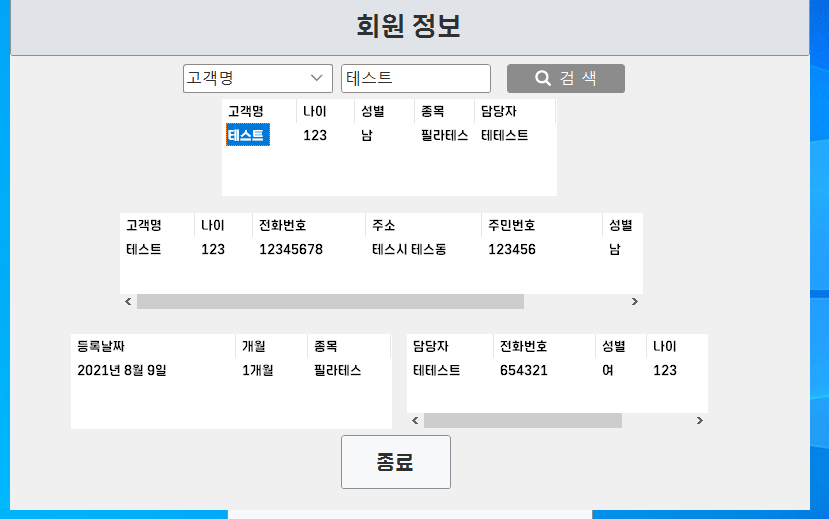 회원 정보
고객명 테스트 검 색
고객명 나이 성별 종목 담당자
테스트 123 남 필라테스 테테스트
고객명 나이 전화번호 주소 주민번호 성별
테스트 123 12345678 테스시 테스동 123456 남
등록날짜 개월 종목
2021년 8월 9일 1개월 필라테스
담당자 전화번호 성별 나이
테테스트 654321 여 123
종료